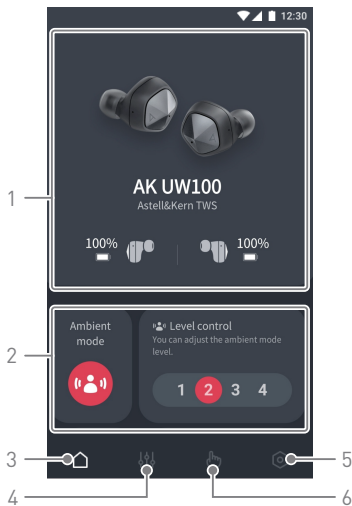 12:30
AK UW100
Astell&Kern TWS
100% 100%
1
Ambient
mode
Level control
You can adjust the ambient mode
level.
1 2 3 4
2
3
5
4
6